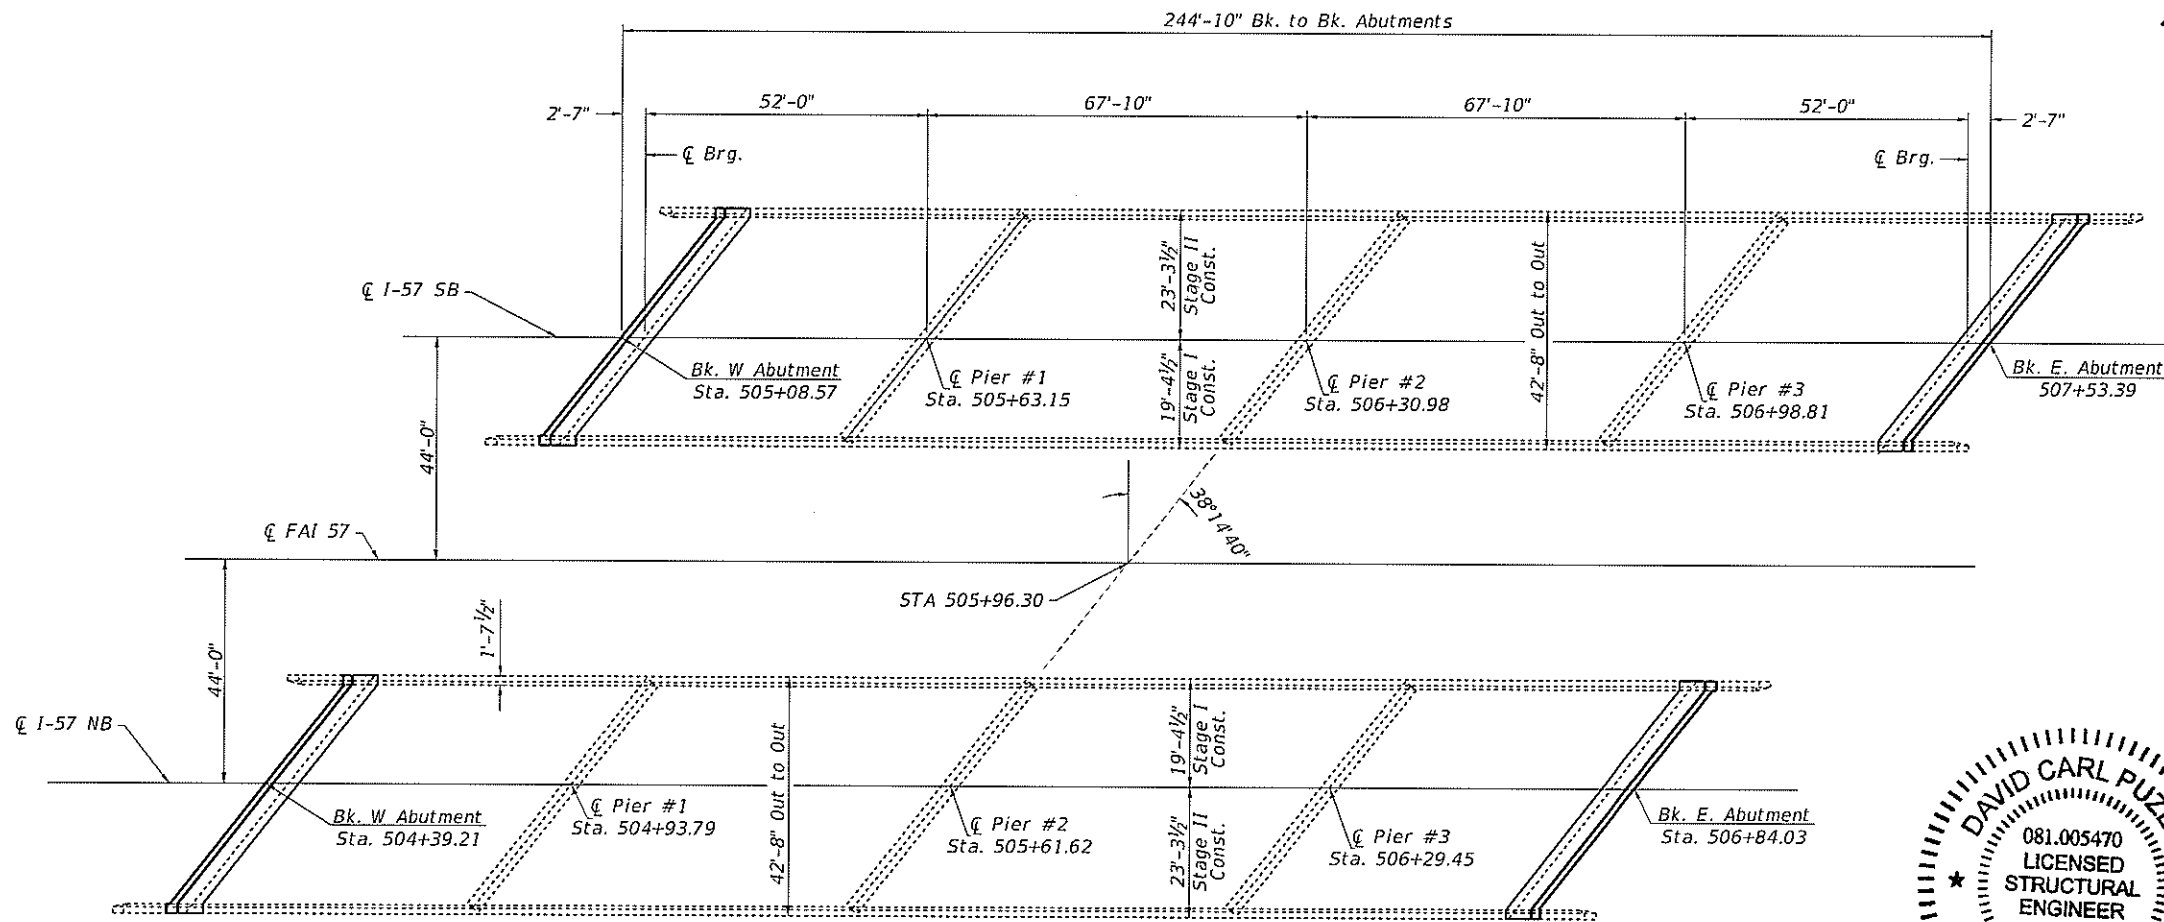 244'-10" Bk. to Bk. Abutments
2'-7"
52'-0"
67'-10"
67'-10"
52'-0"
2'-7"
℄ Brg.
℄ Brg.
23'-3½"
Stage II
Const.
42'-8" Out to Out
℄ I-57 SB
Bk. W Abutment
Sta. 505+08.57
℄ Pier #1
Sta. 505+63.15
19'-4½"
Stage I
Const.
℄ Pier #2
Sta. 506+30.98
℄ Pier #3
Sta. 506+98.81
Bk. E. Abutment
507+53.39
44'-0"
38°14'40"
℄ FAI 57
STA 505+96.30
1'-7½"
44'-0"
℄ I-57 NB
19'-4½"
Stage I
Const.
42'-8" Out to Out
Bk. W Abutment
Sta. 504+39.21
℄ Pier #1
Sta. 504+93.79
℄ Pier #2
Sta. 505+61.62
23'-3½"
Stage II
Const.
℄ Pier #3
Sta. 506+29.45
Bk. E. Abutment
Sta. 506+84.03
DAVID CARL
081.005470
LICENSED
STRUCTURAL
ENGINEER